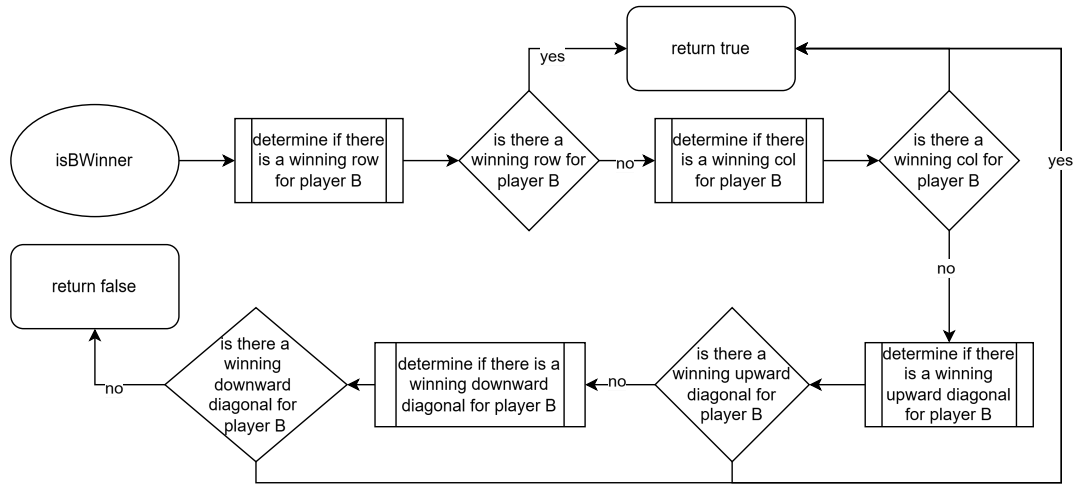 return true
yes
isBWinner
determine if there
is a winning row
for player B
is there a
winning row for
player B
no
determine if there
is a winning col
for player B
is there a
winning col for
player B
yes
no
return false
determine if there
is a winning
upward diagonal
for player B
is there a
winning upward
diagonal for
player B
no
determine if there is a
winning downward
diagonal for player B
is there a
winning
downward
diagonal for
player B
no